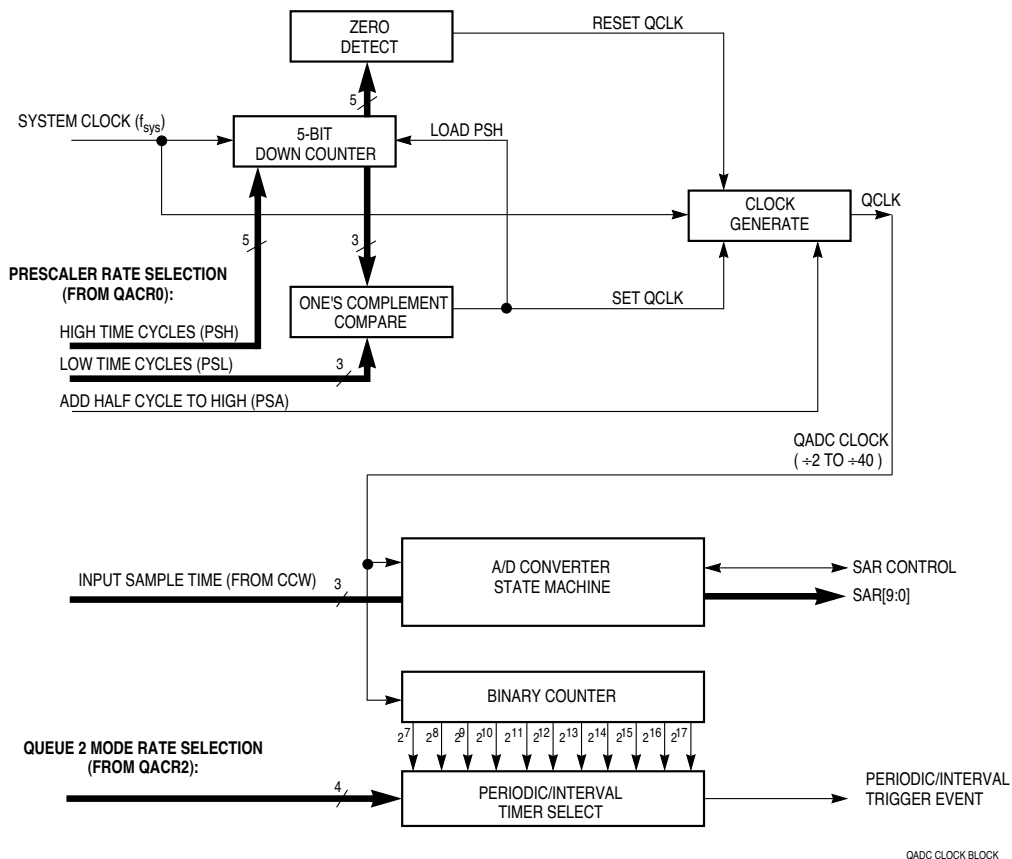 ZERO
DETECT
RESET QCLK
5
SYSTEM CLOCK (fsys)
5-BIT
DOWN COUNTER
LOAD PSH
CLOCK
GENERATE
QCLK
5
3
PRESCALER RATE SELECTION
(FROM QACR0):
ONE'S COMPLEMENT
COMPARE
SET QCLK
HIGH TIME CYCLES (PSH)
LOW TIME CYCLES (PSL)
3
ADD HALF CYCLE TO HIGH (PSA)
QADC CLOCK
( ÷2 TO ÷40 )
A/D CONVERTER
STATE MACHINE
INPUT SAMPLE TIME (FROM CCW)
3
SAR CONTROL
SAR[9:0]
BINARY COUNTER
2^7 2^8 2^9 2^10 2^11 2^12 2^13 2^14 2^15 2^16 2^17
QUEUE 2 MODE RATE SELECTION
(FROM QACR2):
4
PERIODIC/INTERVAL
TIMER SELECT
PERIODIC/INTERVAL
TRIGGER EVENT
QADC CLOCK BLOCK